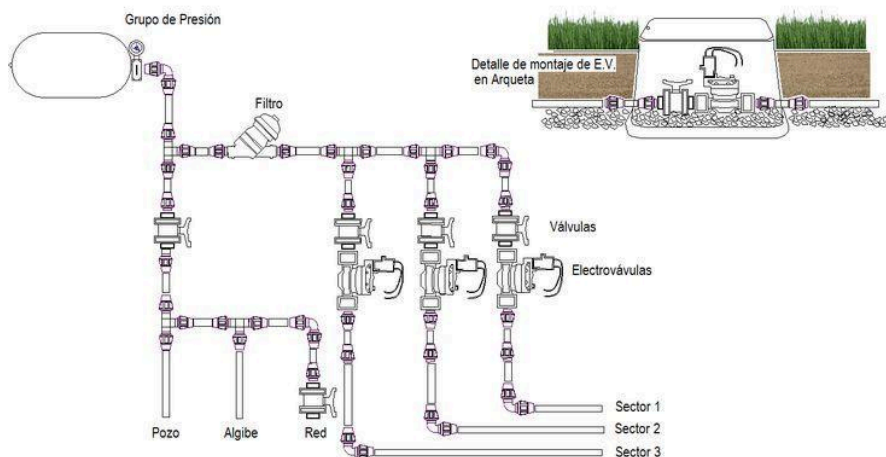 Grupo de Presión
Detalle de montaje de E.V.
en Arqueta
Filtro
Válvulas
Electroválvulas
Sector 1
Sector 2
Sector 3
Pozo
Algibe
Red